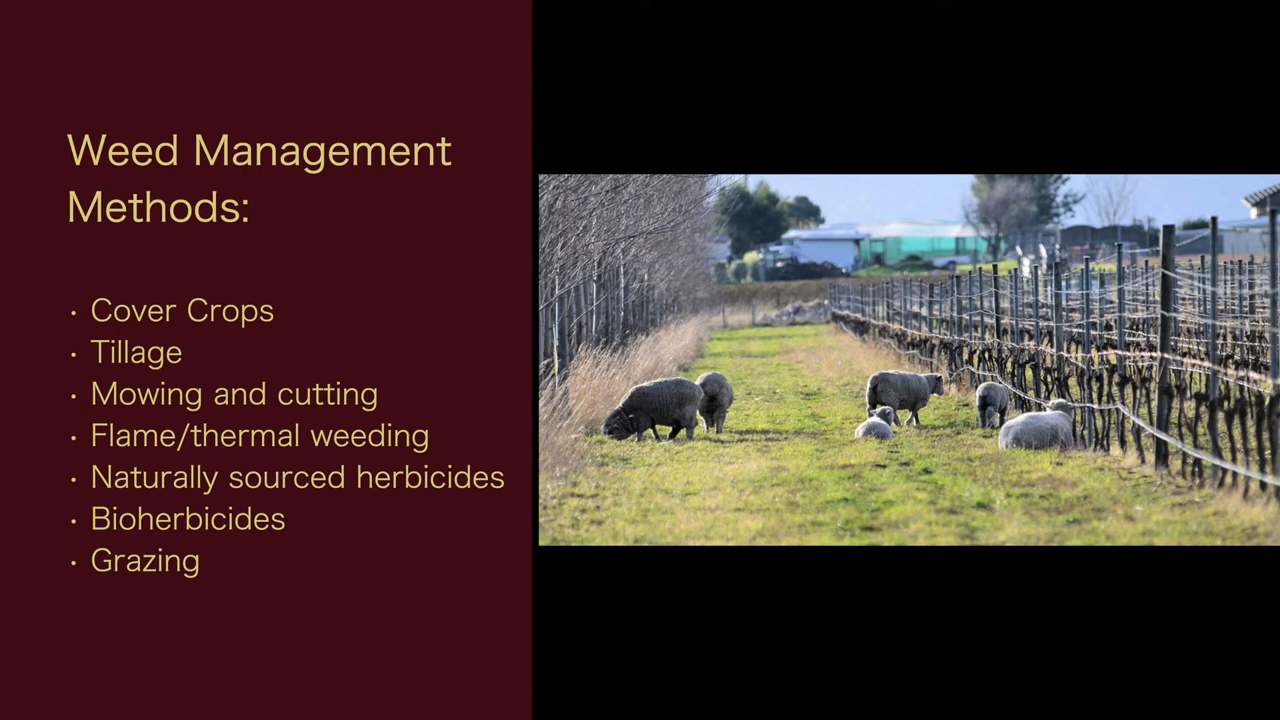 Weed Management
Methods:
· Cover Crops
· Tillage
· Mowing and cutting
· Flame/thermal weeding
· Naturally sourced herbicides
· Bioherbicides
· Grazing